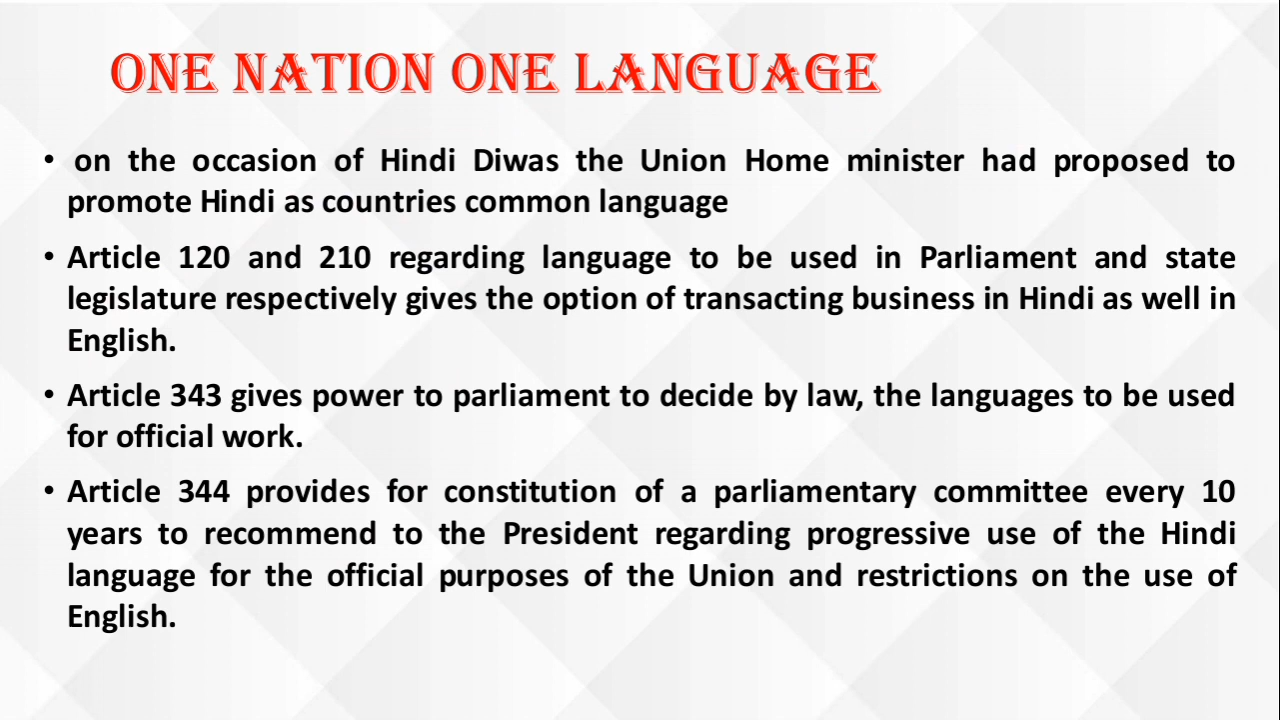 ONE NATION ONE LANGUAGE
• on the occasion of Hindi Diwas the Union Home minister had proposed to
promote Hindi as countries common language
• Article 120 and 210 regarding language to be used in Parliament and state
legislature respectively gives the option of transacting business in Hindi as well in
English.
• Article 343 gives power to parliament to decide by law, the languages to be used
for official work.
• Article 344 provides for constitution of a parliamentary committee every 10
years to recommend to the President regarding progressive use of the Hindi
language for the official purposes of the Union and restrictions on the use of
English.